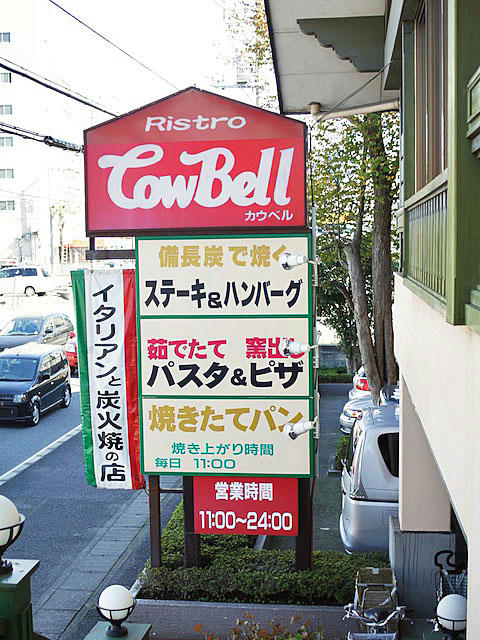 Ristro
CowBell
カウベル
備長炭で焼く
ステーキ&ハンバーグ
茹でたて 窯出し
パスタ&ピザ
焼きたてパン
焼き上がり時間
毎日 11:00
営業時間
11:00~24:00
イタリアンと炭火焼の店